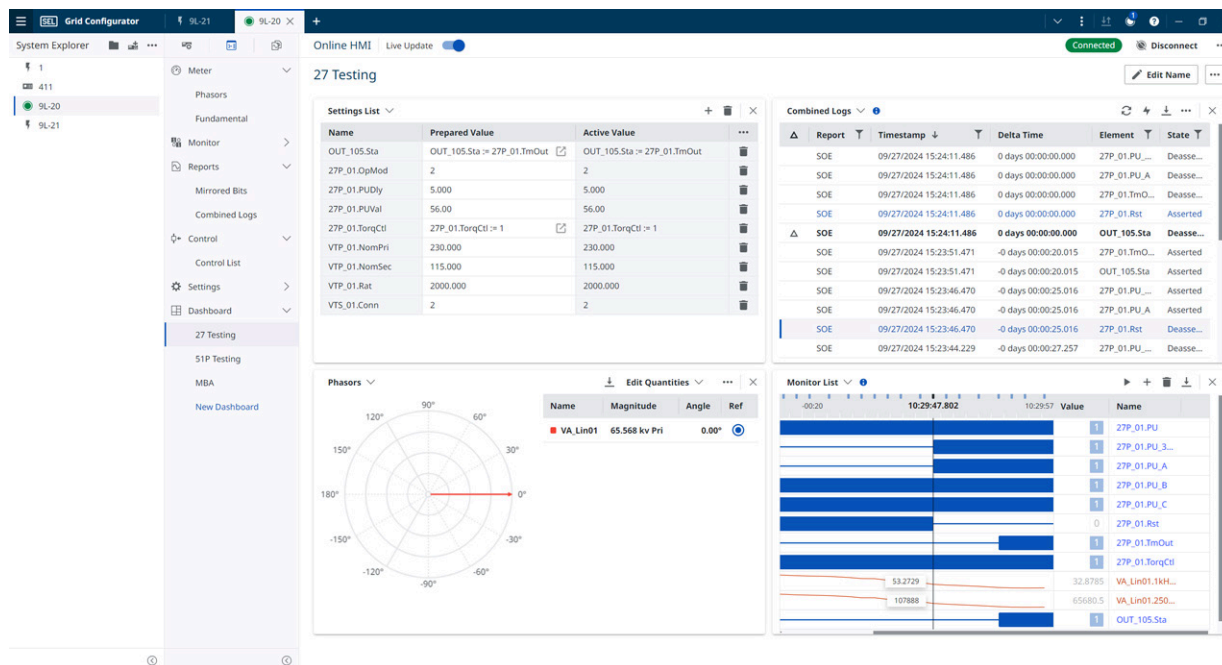 SEL Grid Configurator 9L-21 9L-20
System Explorer
1
411
9L-20
9L-21
Meter
Phasors
Fundamental
Monitor
Reports
Mirrored Bits
Combined Logs
Control
Control List
Settings
Dashboard
27 Testing
51P Testing
MBA
New Dashboard
Online HMI Live Update Connected Disconnect
27 Testing Edit Name
Settings List
Name Prepared Value Active Value
OUT_105.Sta OUT_105.Sta := 27P_01.TmOut OUT_105.Sta := 27P_01.TmOut
27P_01.OpMod 2 2
27P_01.PUDly 5.000 5.000
27P_01.PUVal 56.00 56.00
27P_01.TorqCtl 27P_01.TorqCtl := 1 27P_01.TorqCtl := 1
VTP_01.NomPri 230.000 230.000
VTP_01.NomSec 115.000 115.000
VTP_01.Rat 2000.000 2000.000
VTS_01.Conn 2 2
Combined Logs
Δ Report Timestamp ↓ Delta Time Element State
SOE 09/27/2024 15:24:11.486 0 days 00:00:00.000 27P_01.PU_... Deasse...
SOE 09/27/2024 15:24:11.486 0 days 00:00:00.000 27P_01.PU_A Deasse...
SOE 09/27/2024 15:24:11.486 0 days 00:00:00.000 27P_01.TmO... Deasse...
SOE 09/27/2024 15:24:11.486 0 days 00:00:00.000 27P_01.Rst Asserted
Δ SOE 09/27/2024 15:24:11.486 0 days 00:00:00.000 OUT_105.Sta Deasse...
SOE 09/27/2024 15:23:51.471 -0 days 00:00:20.015 27P_01.TmO... Asserted
SOE 09/27/2024 15:23:51.471 -0 days 00:00:20.015 OUT_105.Sta Asserted
SOE 09/27/2024 15:23:46.470 -0 days 00:00:25.016 27P_01.PU_... Asserted
SOE 09/27/2024 15:23:46.470 -0 days 00:00:25.016 27P_01.PU_A Asserted
SOE 09/27/2024 15:23:46.470 -0 days 00:00:25.016 27P_01.Rst Deasse...
SOE 09/27/2024 15:23:44.229 -0 days 00:00:27.257 27P_01.PU_... Deasse...
Phasors Edit Quantities
90°
120° 60°
150° 30°
180° 0°
-150° -30°
-120° -60°
-90°
Name Magnitude Angle Ref
VA_Lin01 65.568 kv Pri 0.00°
Monitor List
-00:20 10:29:47.802 10:29:57 Value Name
1 27P_01.PU
1 27P_01.PU_3...
1 27P_01.PU_A
1 27P_01.PU_B
1 27P_01.PU_C
0 27P_01.Rst
1 27P_01.TmOut
1 27P_01.TorqCtl
53.2729 32.8785 VA_Lin01.1kH...
107888 65680.5 VA_Lin01.250...
1 OUT_105.Sta